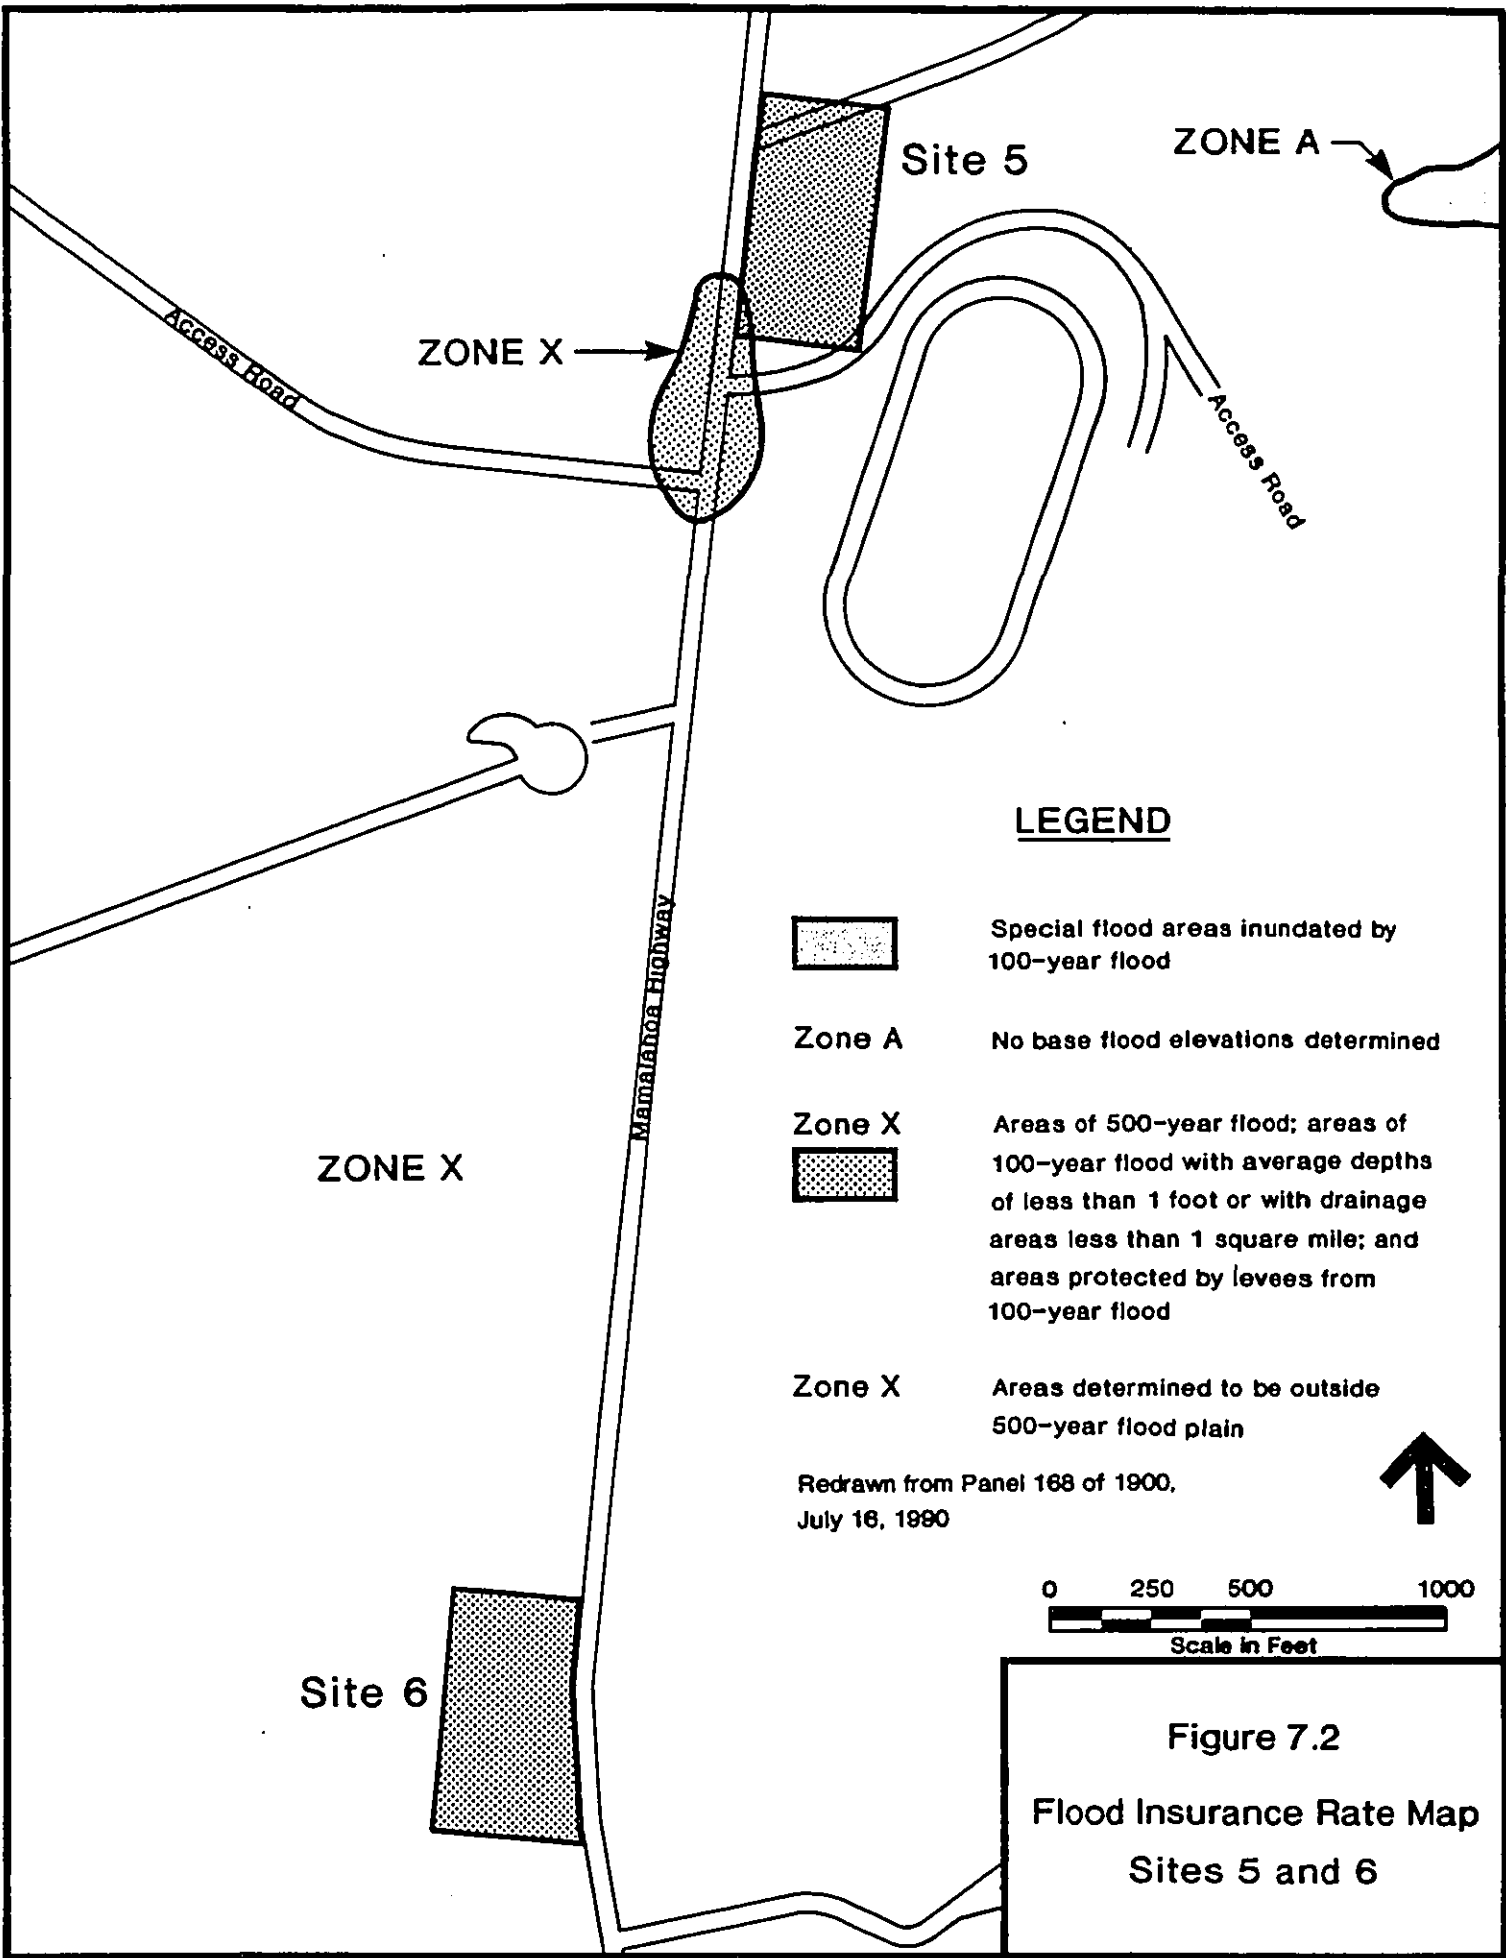 Site 5
ZONE A
Access Road
ZONE X
Access Road
LEGEND
Special flood areas inundated by
100-year flood
Zone A No base flood elevations determined
Mamalahoa Highway
Zone X Areas of 500-year flood; areas of
100-year flood with average depths
of less than 1 foot or with drainage
areas less than 1 square mile; and
areas protected by levees from
100-year flood
ZONE X
Zone X Areas determined to be outside
500-year flood plain
Redrawn from Panel 168 of 1900,
July 16, 1990
0 250 500 1000
Scale in Feet
Site 6
Figure 7.2
Flood Insurance Rate Map
Sites 5 and 6